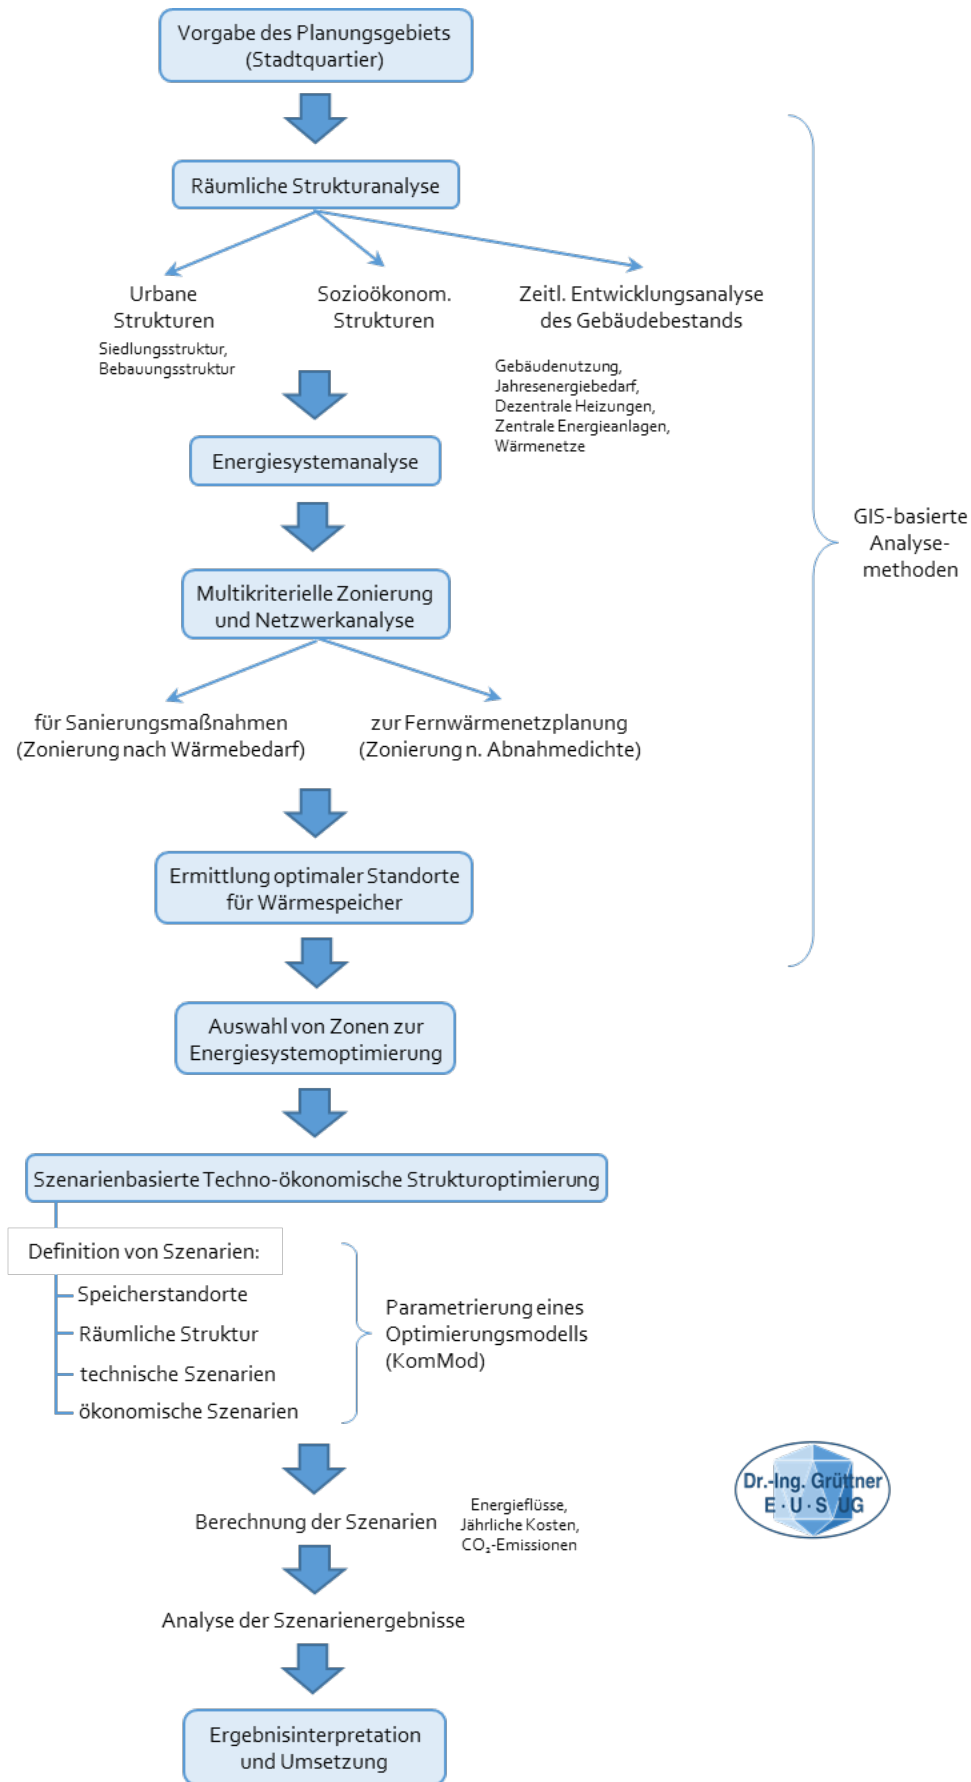 Vorgabe des Planungsgebiets
(Stadtquartier)
Räumliche Strukturanalyse
Urbane
Strukturen
Siedlungsstruktur,
Bebauungsstruktur
Sozioökonom.
Strukturen
Zeitl. Entwicklungsanalyse
des Gebäudebestands
Gebäudenutzung,
Jahresenergiebedarf,
Dezentrale Heizungen,
Zentrale Energieanlagen,
Wärmenetze
Energiesystemanalyse
GIS-basierte
Analyse-
methoden
Multikriterielle Zonierung
und Netzwerkanalyse
für Sanierungsmaßnahmen
(Zonierung nach Wärmebedarf)
zur Fernwärmenetzplanung
(Zonierung n. Abnahmedichte)
Ermittlung optimaler Standorte
für Wärmespeicher
Auswahl von Zonen zur
Energiesystemoptimierung
Szenarienbasierte Techno-ökonomische Strukturoptimierung
Definition von Szenarien:
Speicherstandorte
Räumliche Struktur
technische Szenarien
ökonomische Szenarien
Parametrierung eines
Optimierungsmodells
(KomMod)
Berechnung der Szenarien
Energieflüsse,
Jährliche Kosten,
CO₂-Emissionen
Dr.-Ing. Grüttner
E·U·S UG
Analyse der Szenarienergebnisse
Ergebnisinterpretation
und Umsetzung